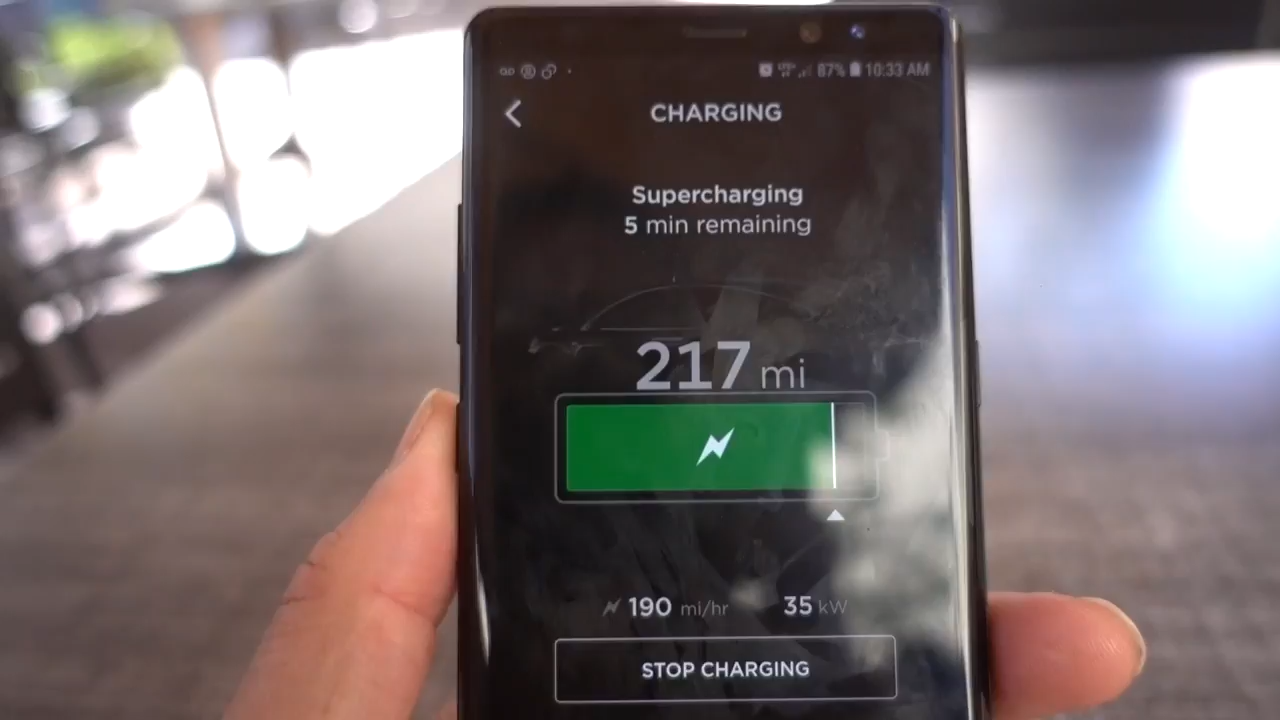 87% 10:33 AM
CHARGING
Supercharging
5 min remaining
217 mi
190 mi/hr 35 kW
STOP CHARGING